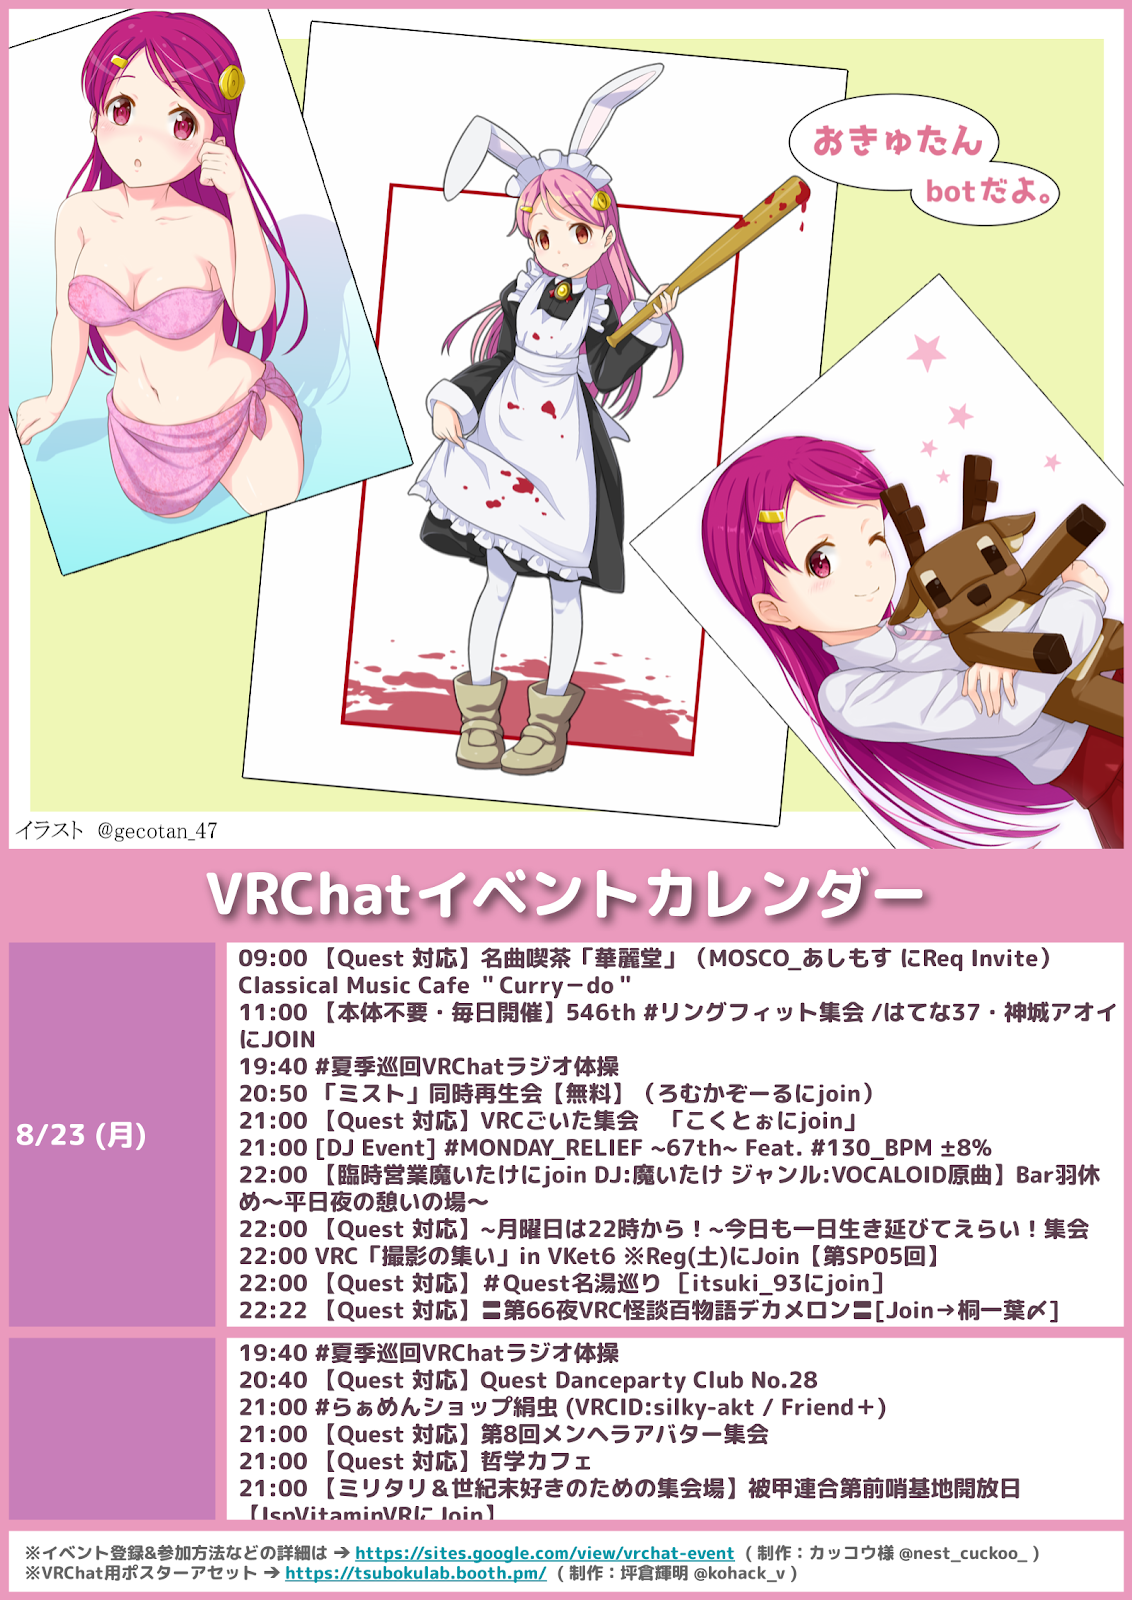 おきゅたん
botだよ。
イラスト @gecotan_47
VRChatイベントカレンダー
8/23 (月)
09:00 【Quest 対応】名曲喫茶「華麗堂」（MOSCO_あしもす にReq Invite）
Classical Music Cafe ＂Curryーdo＂
11:00 【本体不要・毎日開催】546th #リングフィット集会 /はてな37・神城アオイ
にJOIN
19:40 #夏季巡回VRChatラジオ体操
20:50 「ミスト」同時再生会【無料】（ろむかぞーるにjoin）
21:00 【Quest 対応】VRCごいた集会　「こくとぉにjoin」
21:00 [DJ Event] #MONDAY_RELIEF ~67th~ Feat. #130_BPM ±8%
22:00 【臨時営業魔いたけにjoin DJ:魔いたけ ジャンル:VOCALOID原曲】Bar羽休
め～平日夜の憩いの場～
22:00 【Quest 対応】~月曜日は22時から！~今日も一日生き延びてえらい！集会
22:00 VRC「撮影の集い」in VKet6 ※Reg(土)にJoin【第SP05回】
22:00 【Quest 対応】＃Quest名湯巡り ［itsuki_93にjoin］
22:22 【Quest 対応】〓第66夜VRC怪談百物語デカメロン〓[Join→桐一葉〆]
19:40 #夏季巡回VRChatラジオ体操
20:40 【Quest 対応】Quest Danceparty Club No.28
21:00 #らぁめんショップ絹虫 (VRCID:silky-akt / Friend＋)
21:00 【Quest 対応】第8回メンヘラアバター集会
21:00 【Quest 対応】哲学カフェ
21:00 【ミリタリ＆世紀末好きのための集会場】被甲連合第前哨基地開放日
【JspVitaminVRにJoin】
※イベント登録&参加方法などの詳細は ➔ https://sites.google.com/view/vrchat-event （ 制作：カッコウ様 @nest_cuckoo_ ）
※VRChat用ポスターアセット ➔ https://tsubokulab.booth.pm/ （ 制作：坪倉輝明 @kohack_v ）